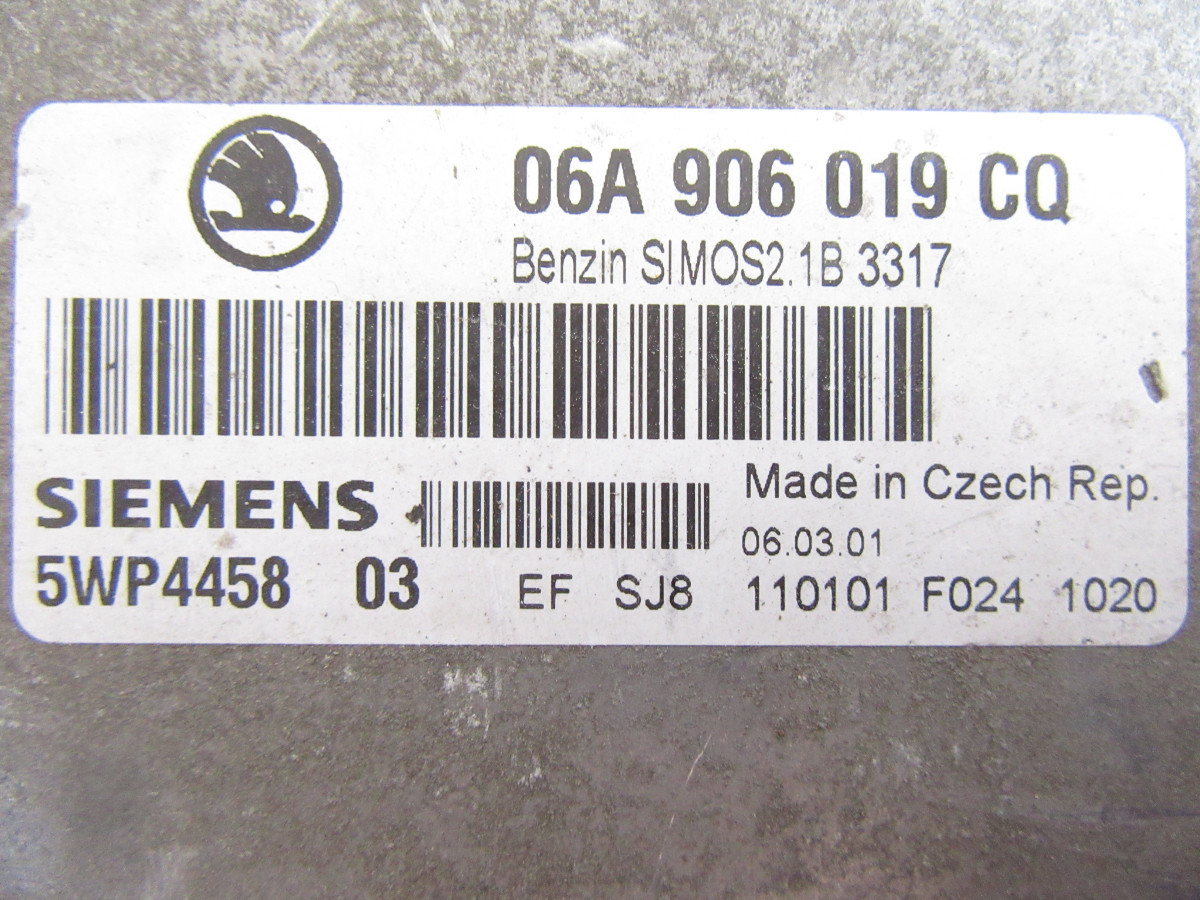 06A 906 019 CQ
Benzin SIMOS2.1B 3317
SIEMENS
Made in Czech Rep.
06.03.01
5WP4458 03 EF SJ8 110101 F024 1020